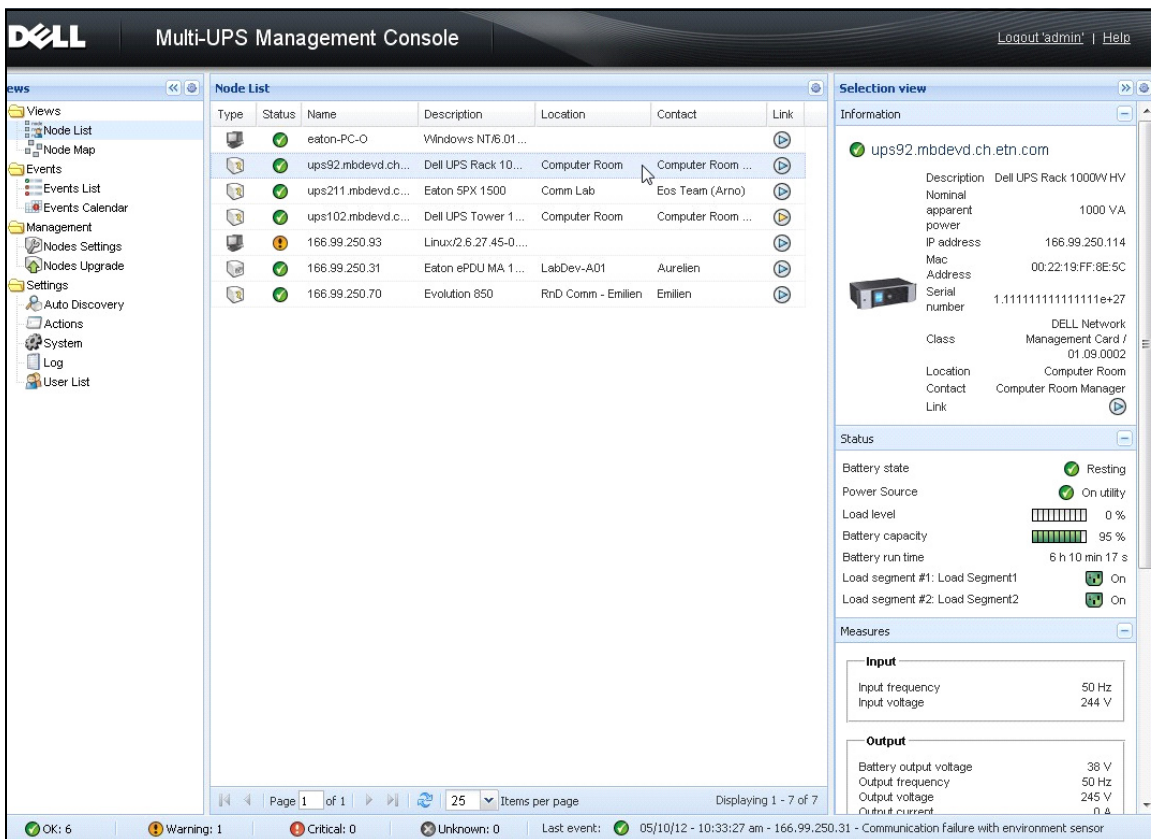 DELL Multi-UPS Management Console Logout 'admin' | Help
ews
Views
Node List
Node Map
Events
Events List
Events Calendar
Management
Nodes Settings
Nodes Upgrade
Settings
Auto Discovery
Actions
System
Log
User List
Node List
Type Status Name Description Location Contact Link
eaton-PC-O Windows NT/6.01...
ups92.mbdevd.ch... Dell UPS Rack 10... Computer Room Computer Room ...
ups211.mbdevd.c... Eaton 5PX 1500 Comm Lab Eos Team (Arno)
ups102.mbdevd.c... Dell UPS Tower 1... Computer Room Computer Room ...
166.99.250.93 Linux/2.6.27.45-0....
166.99.250.31 Eaton ePDU MA 1... LabDev-A01 Aurelien
166.99.250.70 Evolution 850 RnD Comm - Emilien Emilien
Page 1 of 1 25 Items per page Displaying 1 - 7 of 7
Selection view
Information
ups92.mbdevd.ch.etn.com
Description Dell UPS Rack 1000W HV
Nominal
apparent 1000 VA
power
IP address 166.99.250.114
Mac
Address 00:22:19:FF:8E:5C
Serial
number 1.111111111111111e+27
DELL Network
Class Management Card /
01.09.0002
Location Computer Room
Contact Computer Room Manager
Link
Status
Battery state Resting
Power Source On utility
Load level 0 %
Battery capacity 95 %
Battery run time 6 h 10 min 17 s
Load segment #1: Load Segment1 On
Load segment #2: Load Segment2 On
Measures
Input
Input frequency 50 Hz
Input voltage 244 V
Output
Battery output voltage 38 V
Output frequency 50 Hz
Output voltage 245 V
Output current 0 A
OK: 6 Warning: 1 Critical: 0 Unknown: 0 Last event: 05/10/12 - 10:33:27 am - 166.99.250.31 - Communication failure with environment sensor